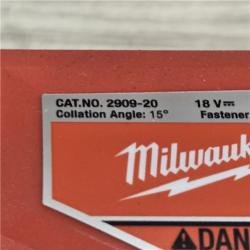 CAT.NO. 2909-20 18 V
Collation Angle: 15° Fastener
Milwauk
DAN